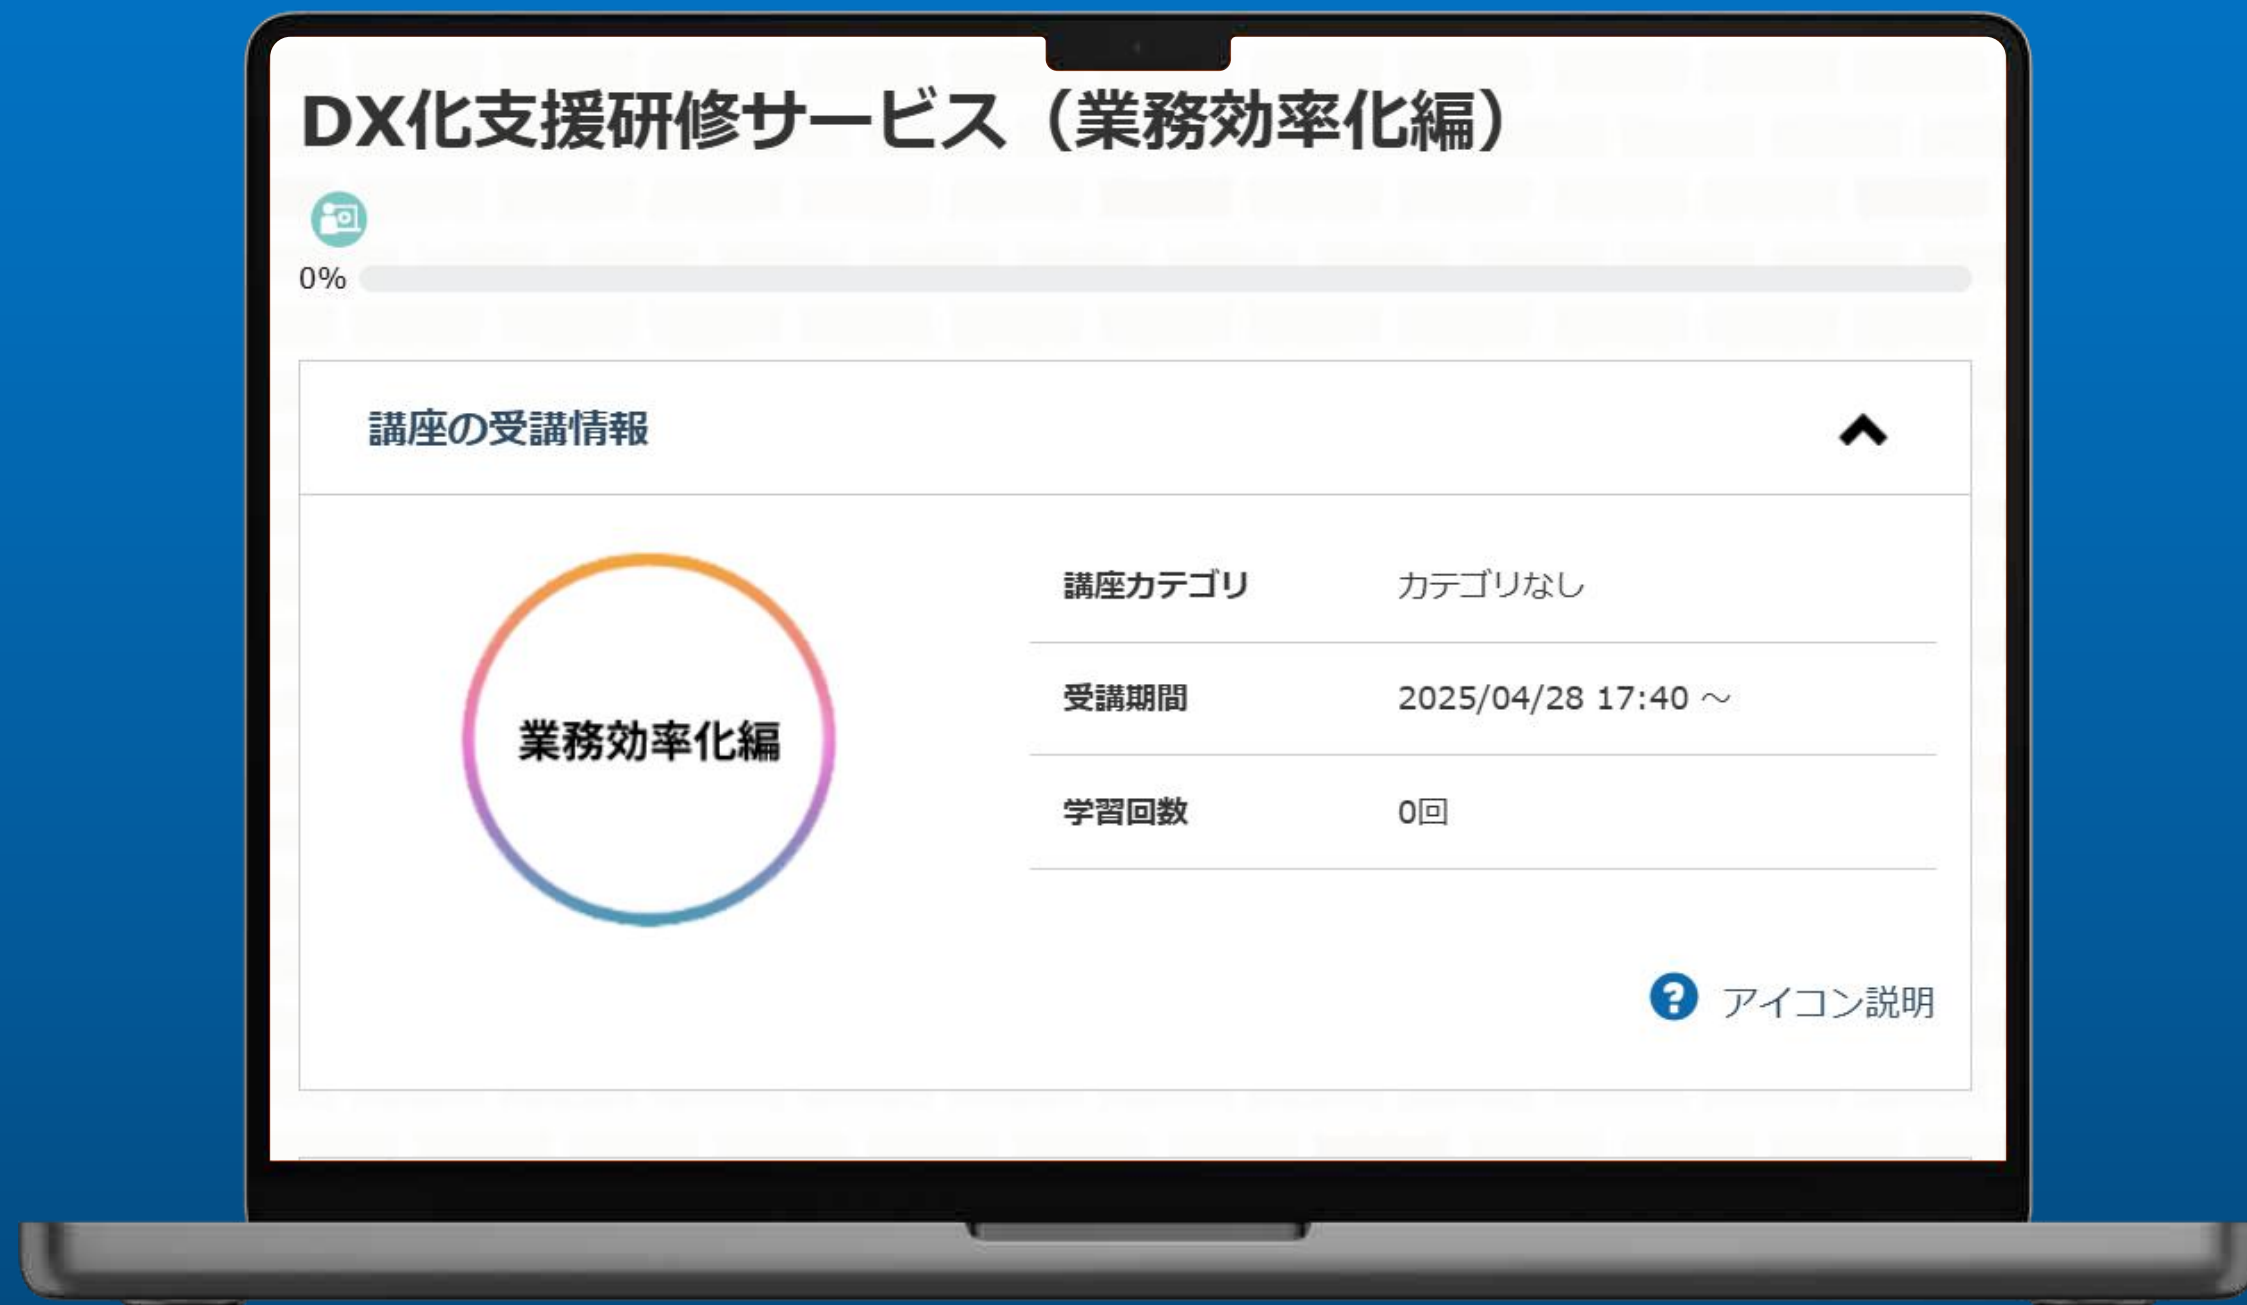 DX化支援研修サービス（業務効率化編）
0%
講座の受講情報
業務効率化編
講座カテゴリ カテゴリなし
受講期間 2025/04/28 17:40 ～
学習回数 0回
? アイコン説明